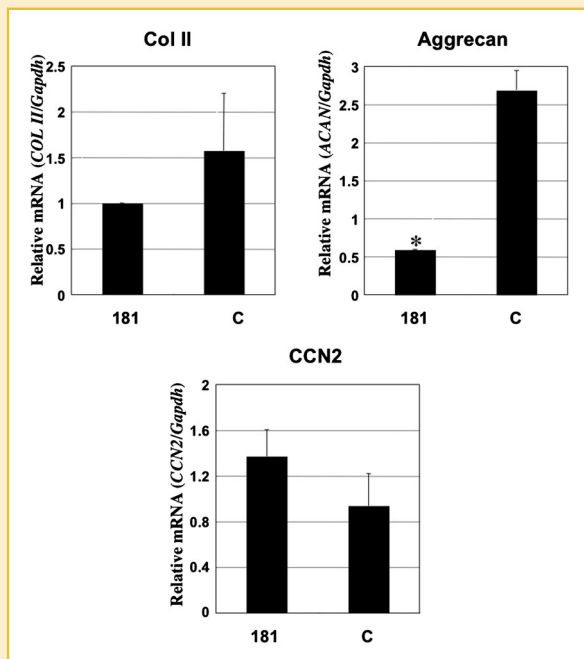 Col II
Relative mRNA (COL II/Gapdh)
2.5
2
1.5
1
0.5
0
181
C
Aggrecan
Relative mRNA (ACAN/Gapdh)
3
2.5
2
1.5
1
0.5
0
*
181
C
CCN2
Relative mRNA (CCN2/Gapdh)
2
1.6
1.2
0.8
0.4
0
181
C